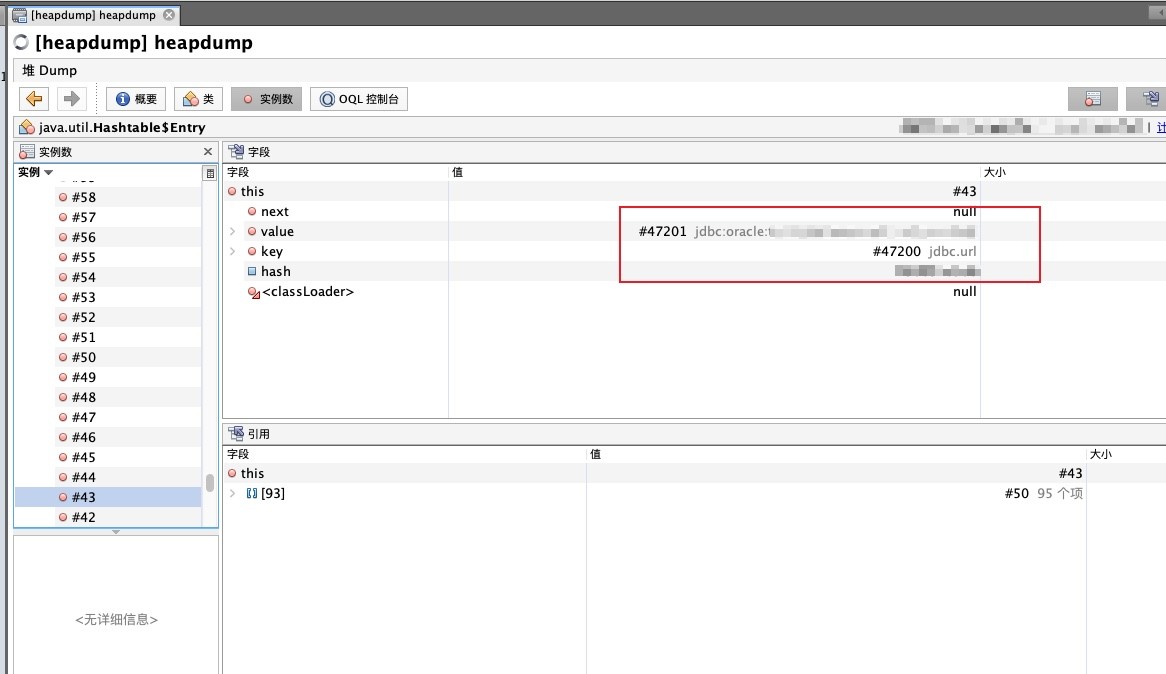 [heapdump] heapdump
[heapdump] heapdump
堆 Dump
概要 类 实例数 OQL 控制台
java.util.Hashtable$Entry
实例数
实例
#58
#57
#56
#55
#54
#53
#52
#51
#50
#49
#48
#47
#46
#45
#44
#43
#42
<无详细信息>
字段
字段 值 大小
this #43
next null
value #47201 jdbc:oracle:t
key #47200 jdbc.url
hash
<classLoader> null
引用
字段 值 大小
this #43
[93] #50 95 个项